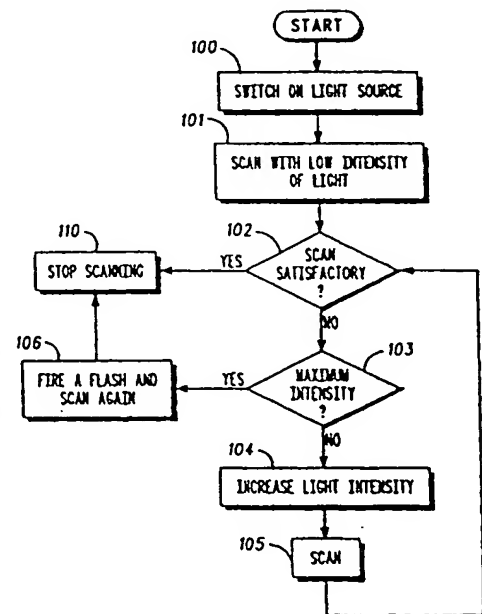 START
100
SWITCH ON LIGHT SOURCE
101
SCAN WITH LOW INTENSITY
OF LIGHT
102
SCAN
SATISFACTORY
?
YES
110
STOP SCANNING
NO
103
MAXIMUM
INTENSITY
?
YES
106
FIRE A FLASH AND
SCAN AGAIN
NO
104
INCREASE LIGHT INTENSITY
105
SCAN